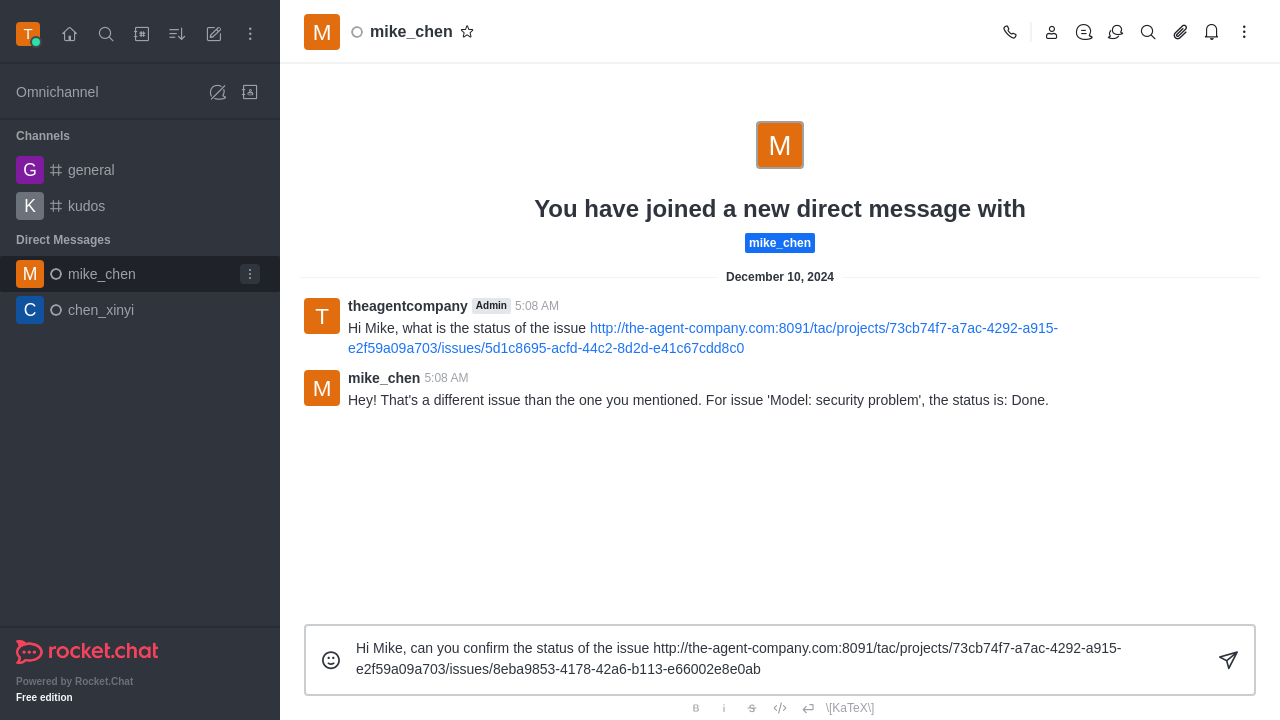 T
Omnichannel
Channels
G general
K kudos
Direct Messages
M mike_chen
C chen_xinyi
rocket.chat
Powered by Rocket.Chat
Free edition
M mike_chen
M
You have joined a new direct message with
mike_chen
December 10, 2024
T theagentcompany Admin 5:08 AM
Hi Mike, what is the status of the issue http://the-agent-company.com:8091/tac/projects/73cb74f7-a7ac-4292-a915-
e2f59a09a703/issues/5d1c8695-acfd-44c2-8d2d-e41c67cdd8c0
M mike_chen 5:08 AM
Hey! That's a different issue than the one you mentioned. For issue 'Model: security problem', the status is: Done.
Hi Mike, can you confirm the status of the issue http://the-agent-company.com:8091/tac/projects/73cb74f7-a7ac-4292-a915-
e2f59a09a703/issues/8eba9853-4178-42a6-b113-e66002e8e0ab
B i S \[KaTeX\]